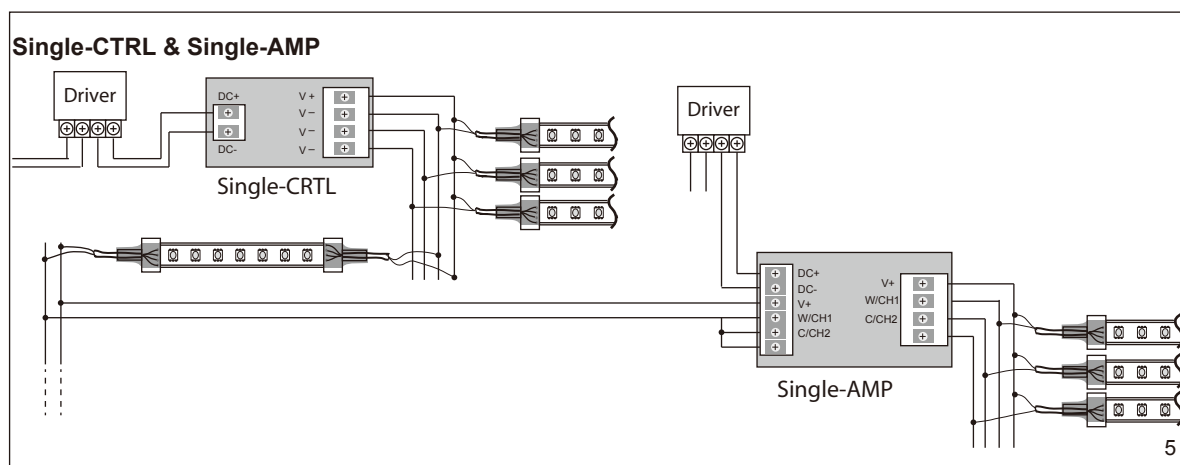 Single-CTRL & Single-AMP
Driver
DC+
DC-
V +
V –
V –
V –
Single-CRTL
Driver
DC+
DC-
V+
W/CH1
C/CH2
V+
W/CH1
C/CH2
Single-AMP
5